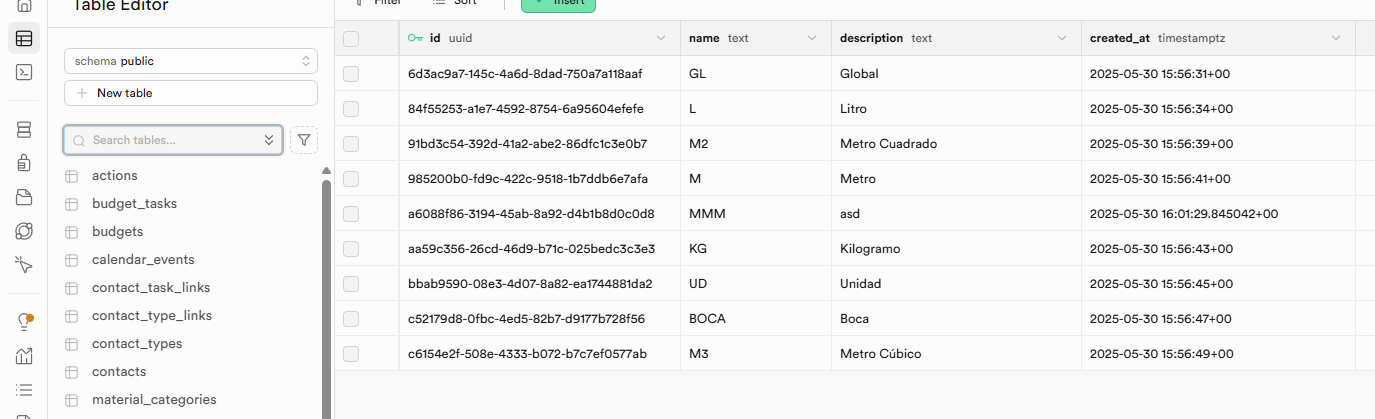 Table Editor
schema public
New table
Search tables...
actions
budget_tasks
budgets
calendar_events
contact_task_links
contact_type_links
contact_types
contacts
material_categories
Filter Sort Insert
id uuid name text description text created_at timestamptz
6d3ac9a7-145c-4a6d-8dad-750a7a118aaf GL Global 2025-05-30 15:56:31+00
84f55253-a1e7-4592-8754-6a95604efefe L Litro 2025-05-30 15:56:34+00
91bd3c54-392d-41a2-abe2-86dfc1c3e0b7 M2 Metro Cuadrado 2025-05-30 15:56:39+00
985200b0-fd9c-422c-9518-1b7ddb6e7afa M Metro 2025-05-30 15:56:41+00
a6088f86-3194-45ab-8a92-d4b1b8d0c0d8 MMM asd 2025-05-30 16:01:29.845042+00
aa59c356-26cd-46d9-b71c-025bedc3c3e3 KG Kilogramo 2025-05-30 15:56:43+00
bbab9590-08e3-4d07-8a82-ea1744881da2 UD Unidad 2025-05-30 15:56:45+00
c52179d8-0fbc-4ed5-82b7-d9177b728f56 BOCA Boca 2025-05-30 15:56:47+00
c6154e2f-508e-4333-b072-b7c7ef0577ab M3 Metro Cúbico 2025-05-30 15:56:49+00